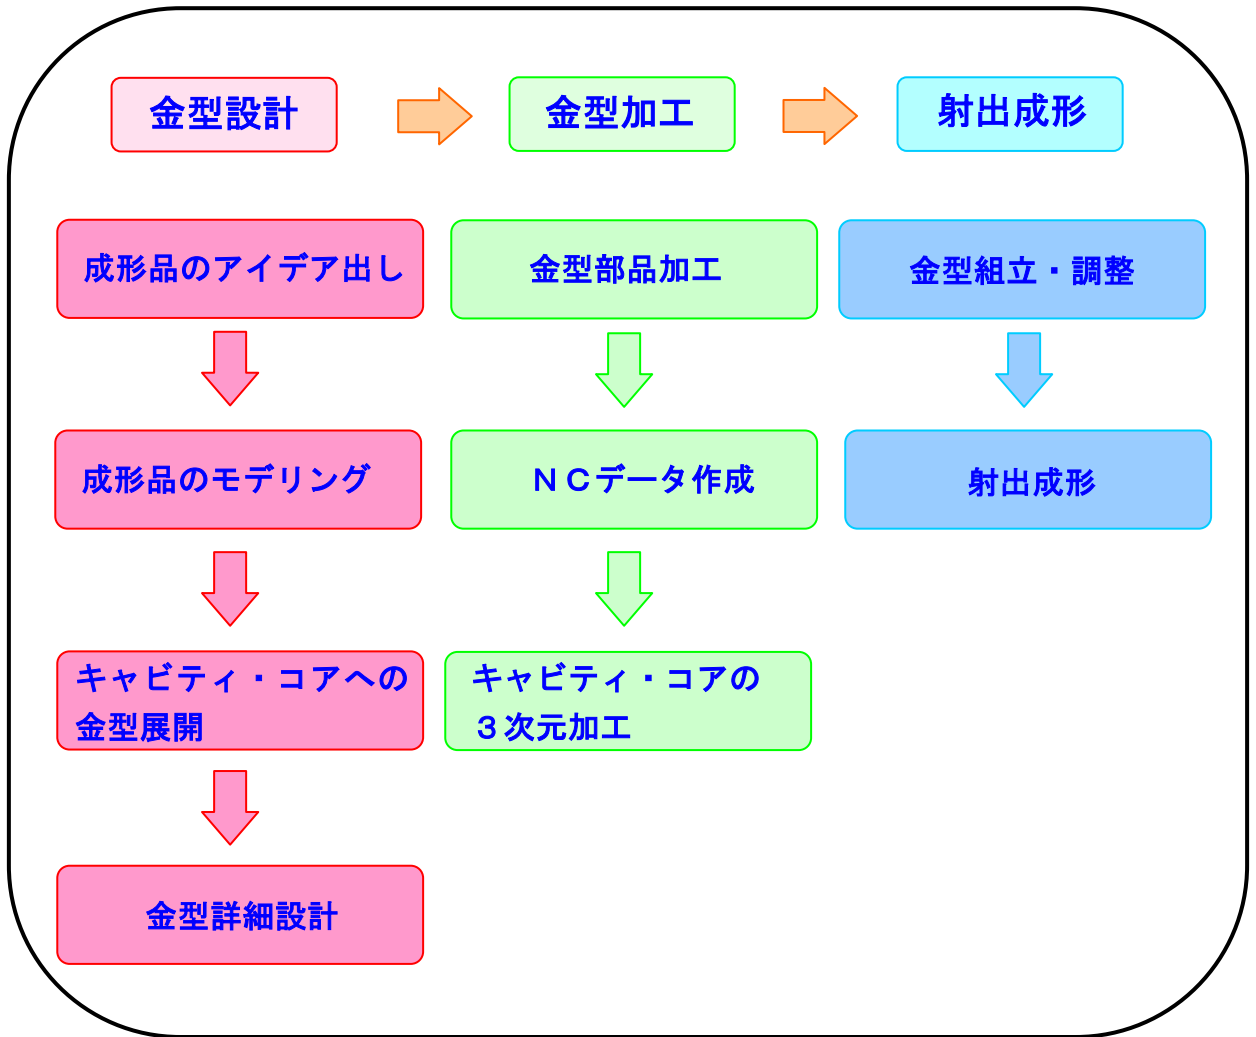 金型設計
金型加工
射出成形
成形品のアイデア出し
成形品のモデリング
キャビティ・コアへの
金型展開
金型詳細設計
金型部品加工
ＮＣデータ作成
キャビティ・コアの
３次元加工
金型組立・調整
射出成形